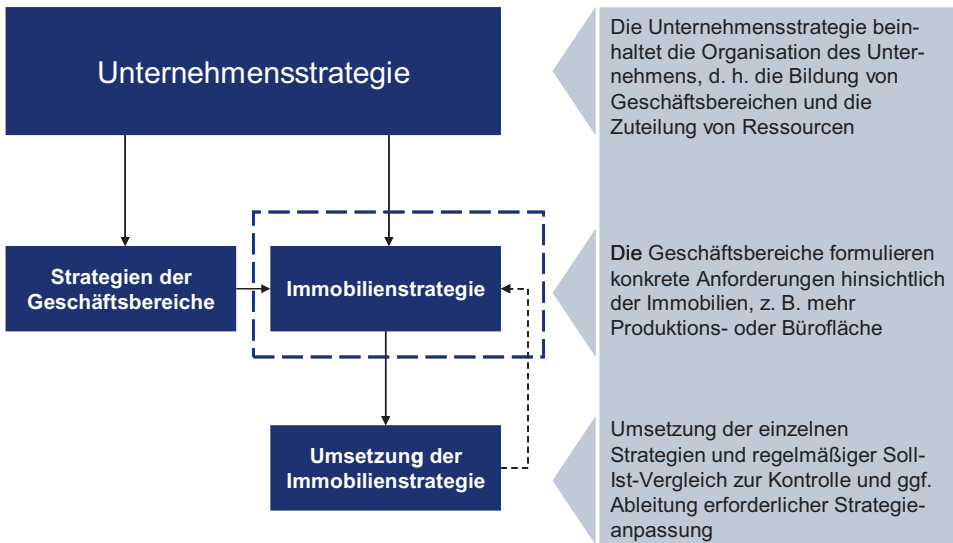 Unternehmensstrategie
Die Unternehmensstrategie bein-
haltet die Organisation des Unter-
nehmens, d. h. die Bildung von
Geschäftsbereichen und die
Zuteilung von Ressourcen
Strategien der
Geschäftsbereiche
Immobilienstrategie
Die Geschäftsbereiche formulieren
konkrete Anforderungen hinsichtlich
der Immobilien, z. B. mehr
Produktions- oder Bürofläche
Umsetzung der
Immobilienstrategie
Umsetzung der einzelnen
Strategien und regelmäßiger Soll-
Ist-Vergleich zur Kontrolle und ggf.
Ableitung erforderlicher Strategie-
anpassung